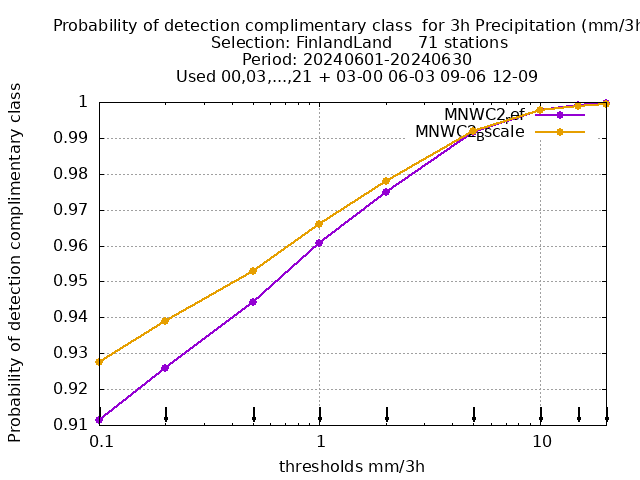 Probability of detection complimentary class  for 3h Precipitation (mm/3h
Selection: FinlandLand     71 stations
Period: 20240601-20240630
Used 00,03,...,21 + 03-00 06-03 09-06 12-09
MNWC2
MNWC2 scale
Probability of detection complimentary class
1
0.99
0.98
0.97
0.96
0.95
0.94
0.93
0.92
0.91
0.1
1
10
thresholds mm/3h